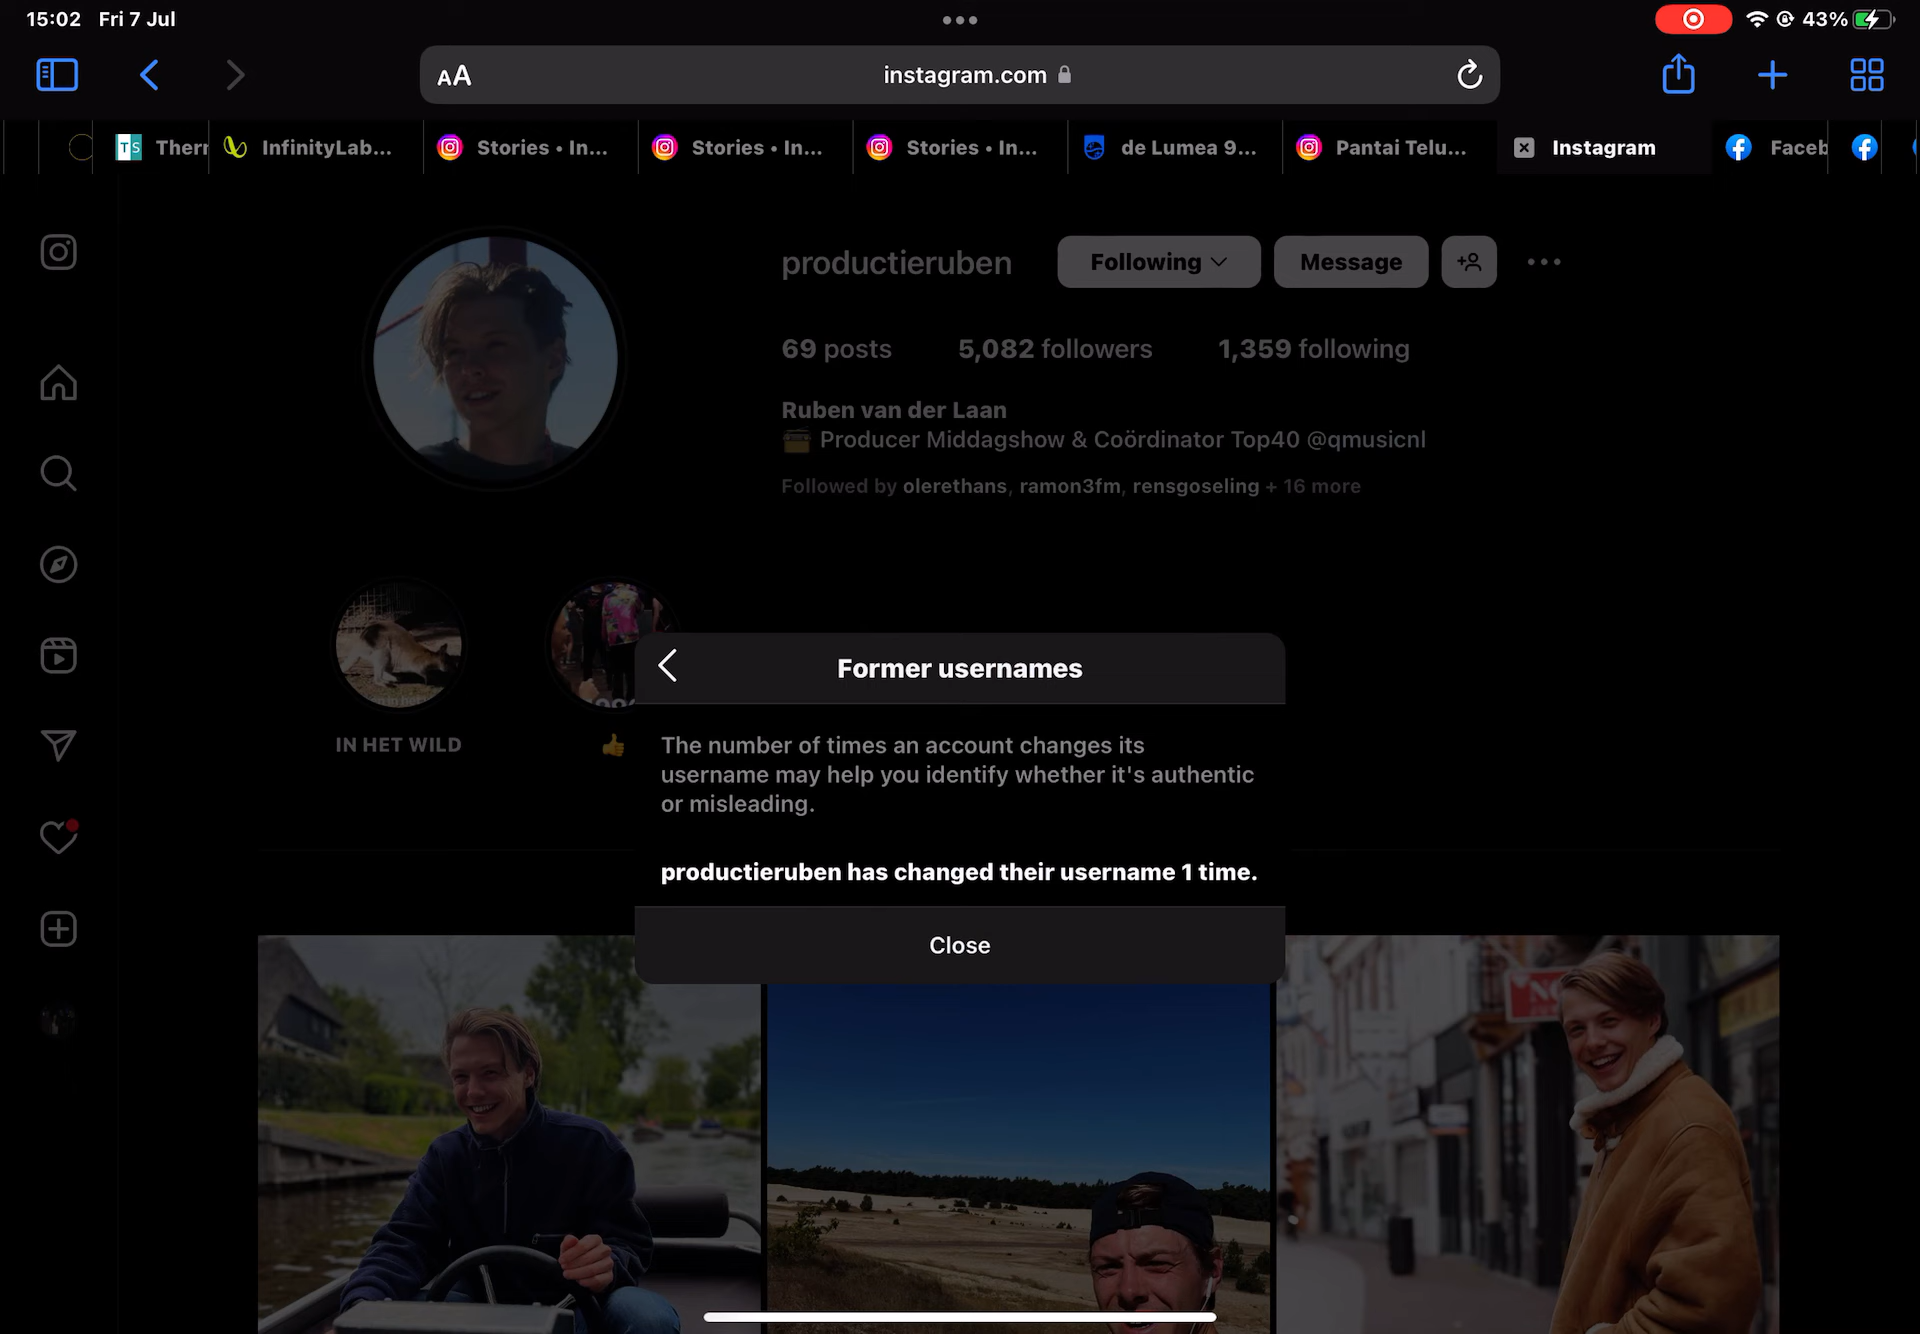 15:02 Fri 7 Jul
43%
AA
instagram.com
TS
InfinityLab...
Stories • In...
Stories • In...
Stories • In...
de Lumea 9...
Pantai Telu...
Instagram
Faceb
productieruben
Following
Message
69 posts
5,082 followers
1,359 following
Ruben van der Laan
Producer Middagshow & Coördinator Top40 @qmusicnl
Followed by olerethans, ramon3fm, rensgoseling + 16 more
IN HET WILD
Former usernames
The number of times an account changes its
username may help you identify whether it's authentic
or misleading.
productieruben has changed their username 1 time.
Close